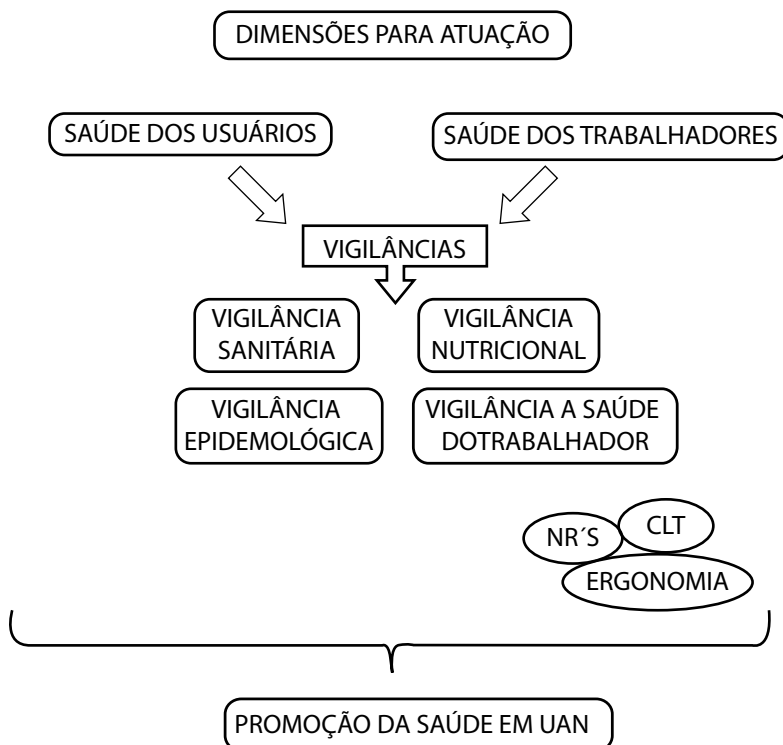 DIMENSÕES PARA ATUAÇÃO
SAÚDE DOS USUÁRIOS
SAÚDE DOS TRABALHADORES
VIGILÂNCIAS
VIGILÂNCIA
SANITÁRIA
VIGILÂNCIA
NUTRICIONAL
VIGILÂNCIA
EPIDEMOLÓGICA
VIGILÂNCIA A SAÚDE
DOTRABALHADOR
NR´S
CLT
ERGONOMIA
PROMOÇÃO DA SAÚDE EM UAN